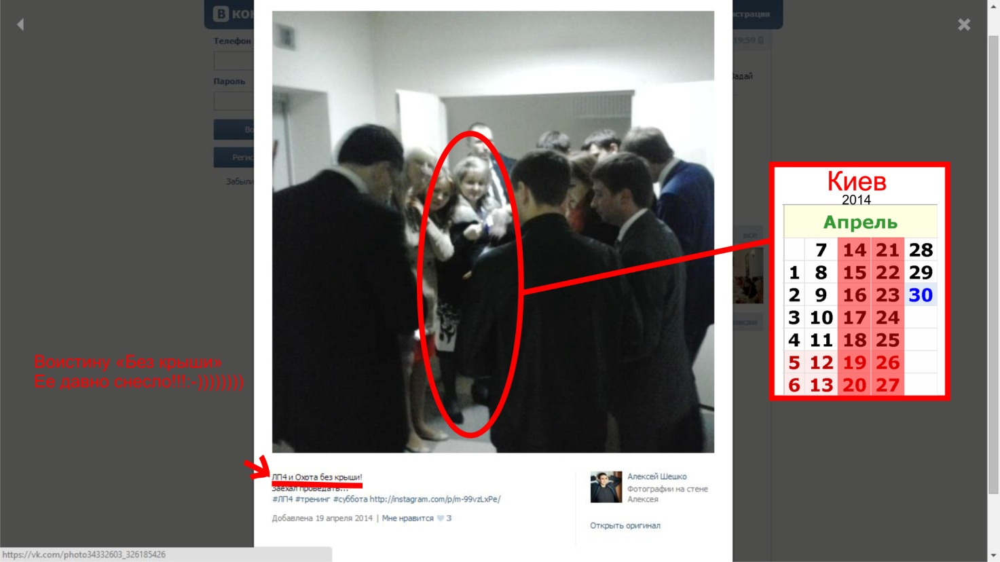 В
страция
Телефон
19:59
Задай
Пароль
Забыли
все
Киев
2014
Апрель
7 14 21 28
1 8 15 22 29
2 9 16 23 30
3 10 17 24
4 11 18 25
5 12 19 26
6 13 20 27
Воистину «Без крыши»
Ее давно снесло!!!:-))))))))
ЛП4 и Охота без крыши!
Заехал проведать...
#ЛП4 #тренинг #суббота http://instagram.com/p/m-99vzLxPe/
Добавлена 19 апреля 2014 | Мне нравится 3
Алексей Шешко
Фотографии на стене
Алексея
Открыть оригинал
https://vk.com/photo34332603_326185426